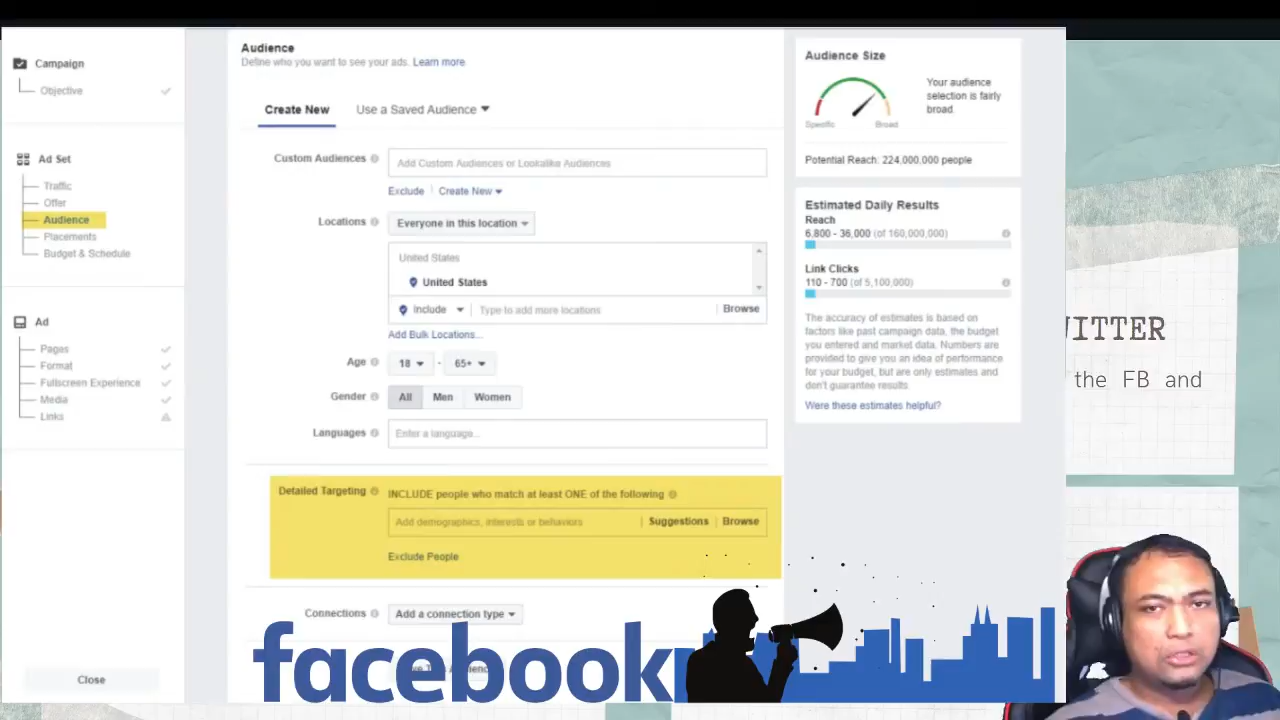 Campaign
Objective
Ad Set
Traffic
Offer
Audience
Placements
Budget & Schedule
Ad
Pages
Format
Fullscreen Experience
Media
Links
Close
Audience
Define who you want to see your ads. Learn more
Create New Use a Saved Audience
Custom Audiences Add Custom Audiences or Lookalike Audiences
Exclude Create New
Locations Everyone in this location
United States
United States
Include Type to add more locations Browse
Add Bulk Locations...
Age 18 - 65+
Gender All Men Women
Languages Enter a language...
Detailed Targeting INCLUDE people who match at least ONE of the following
Add demographics, interests or behaviors Suggestions Browse
Exclude People
Connections Add a connection type
facebook
Audience Size
Your audience
selection is fairly
broad.
Specific Broad
Potential Reach: 224,000,000 people
Estimated Daily Results
Reach
6,800 - 36,000 (of 160,000,000)
Link Clicks
110 - 700 (of 5,100,000)
The accuracy of estimates is based on
factors like past campaign data, the budget
you entered and market data. Numbers are
provided to give you an idea of performance
for your budget, but are only estimates and
don't guarantee results.
Were these estimates helpful?
ITTER
the FB and